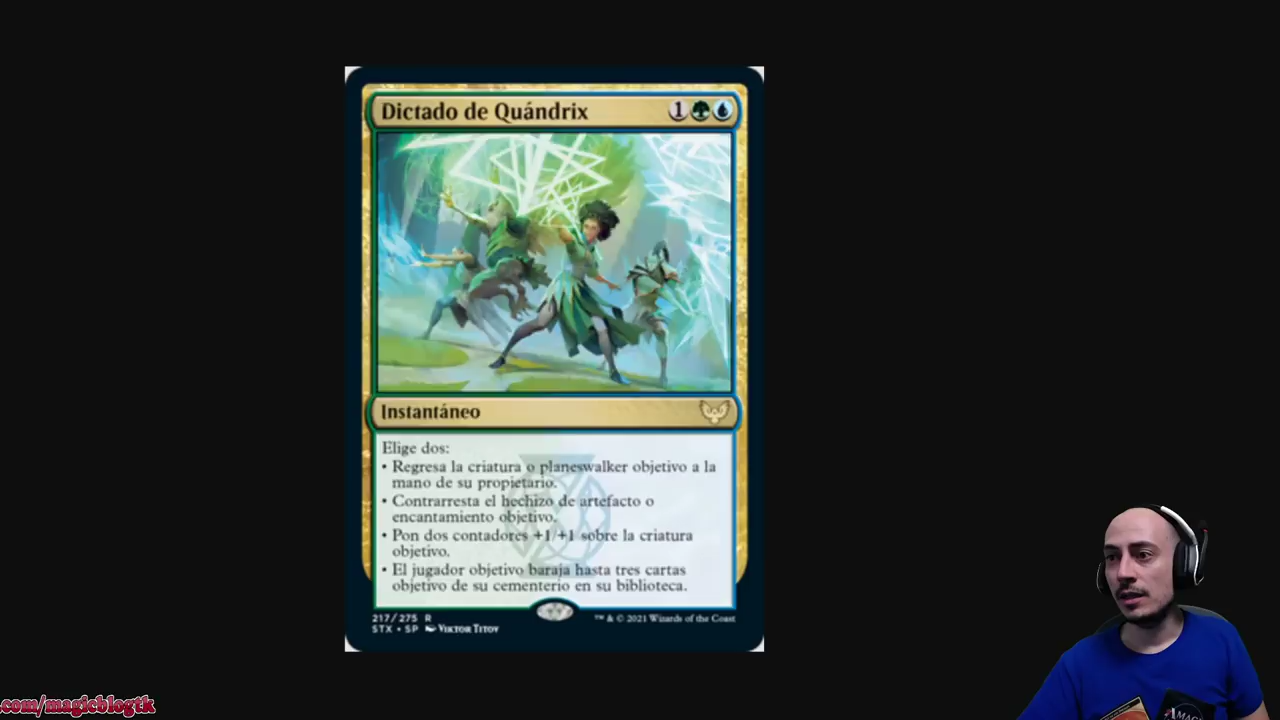 Dictado de Quándrix
1
Instantáneo
Elige dos:
• Regresa la criatura o planeswalker objetivo a la
mano de su propietario.
• Contrarresta el hechizo de artefacto o
encantamiento objetivo.
• Pon dos contadores +1/+1 sobre la criatura
objetivo.
• El jugador objetivo baraja hasta tres cartas
objetivo de su cementerio en su biblioteca.
217/275 R
STX • SP Viktor Titov
™ & © 2021 Wizards of the Coast
.com/magicblogtk